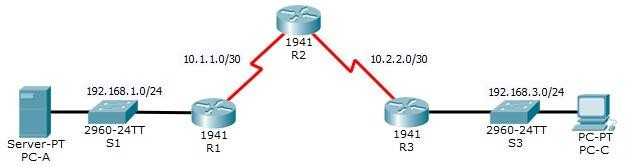 1941
R2
10.1.1.0/30
10.2.2.0/30
192.168.1.0/24
192.168.3.0/24
Server-PT
PC-A
2960-24TT
S1
1941
R1
1941
R3
2960-24TT
S3
PC-PT
PC-C